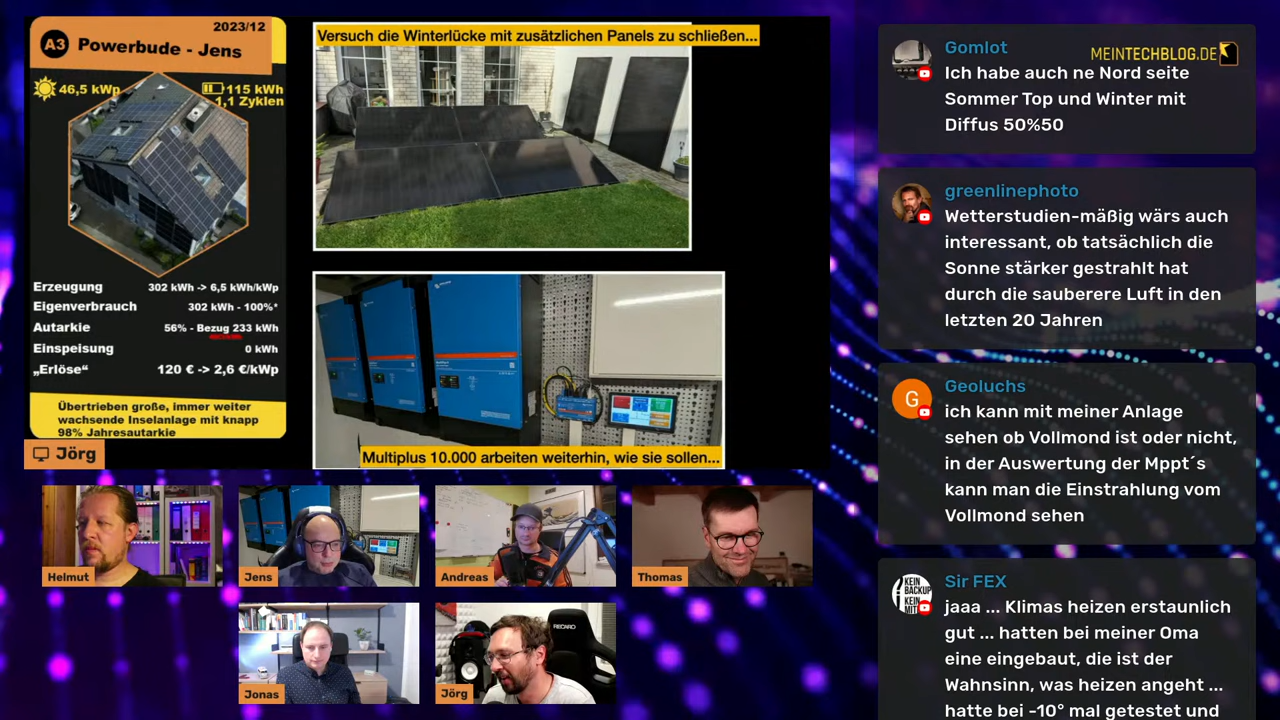 2023/12
A3 Powerbude - Jens
46,5 kWp
115 kWh
1,1 Zyklen
Erzeugung 302 kWh -> 6,5 kWh/kWp
Eigenverbrauch 302 kWh - 100%*
Autarkie 56% - Bezug 233 kWh
Einspeisung 0 kWh
„Erlöse“ 120 € -> 2,6 €/kWp
Übertrieben große, immer weiter
wachsende Inselanlage mit knapp
98% Jahresautarkie
Jörg
Versuch die Winterlücke mit zusätzlichen Panels zu schließen...
Multiplus 10.000 arbeiten weiterhin, wie sie sollen...
Helmut
Jens
Andreas
Thomas
Jonas
RECARO
Jörg
MEINTECHBLOG.DE
Gomlot
Ich habe auch ne Nord seite
Sommer Top und Winter mit
Diffus 50%50
greenlinephoto
Wetterstudien-mäßig wärs auch
interessant, ob tatsächlich die
Sonne stärker gestrahlt hat
durch die sauberere Luft in den
letzten 20 Jahren
G
Geoluchs
ich kann mit meiner Anlage
sehen ob Vollmond ist oder nicht,
in der Auswertung der Mppt´s
kann man die Einstrahlung vom
Vollmond sehen
KEIN
BACKUP
KEIN
Sir FEX
jaaa ... Klimas heizen erstaunlich
gut ... hatten bei meiner Oma
eine eingebaut, die ist der
Wahnsinn, was heizen angeht ...
hatte bei -10° mal getestet und